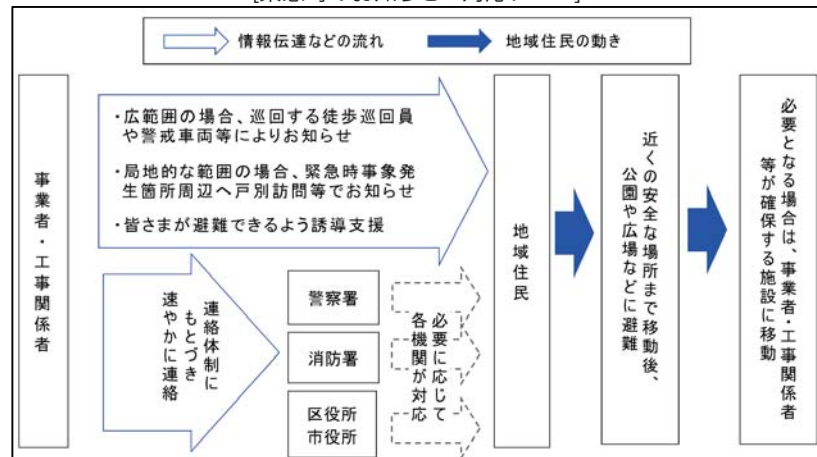 情報伝達などの流れ
地域住民の動き
事業者・工事関係者
・広範囲の場合、巡回する徒歩巡回員
や警戒車両等によりお知らせ
・局地的な範囲の場合、緊急時事象発
生箇所周辺へ戸別訪問等でお知らせ
・皆さまが避難できるよう誘導支援
連絡体制に
もとづき
速やかに連絡
警察署
消防署
区役所
市役所
必要に応じて
各機関が対応
地域住民
近くの安全な場所まで移動後、
公園や広場などに避難
必要となる場合は、事業者・工事関係者
等が確保する施設に移動